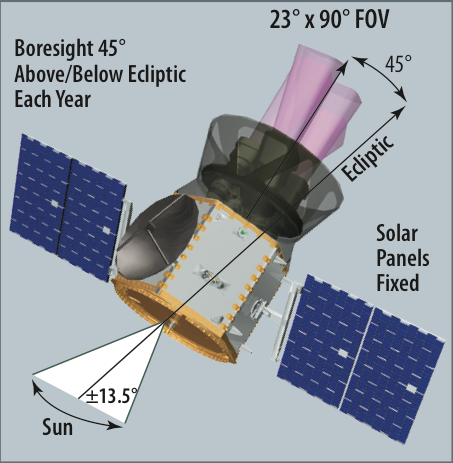 23° x 90° FOV
Boresight 45°
Above/Below Ecliptic
Each Year
45°
Ecliptic
Solar
Panels
Fixed
±13.5°
Sun